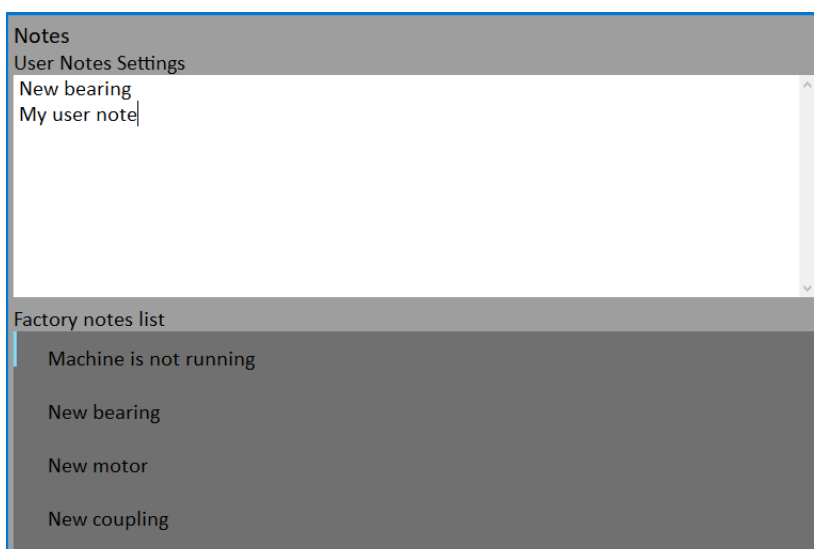 Notes
User Notes Settings
New bearing
My user note
Factory notes list
Machine is not running
New bearing
New motor
New coupling